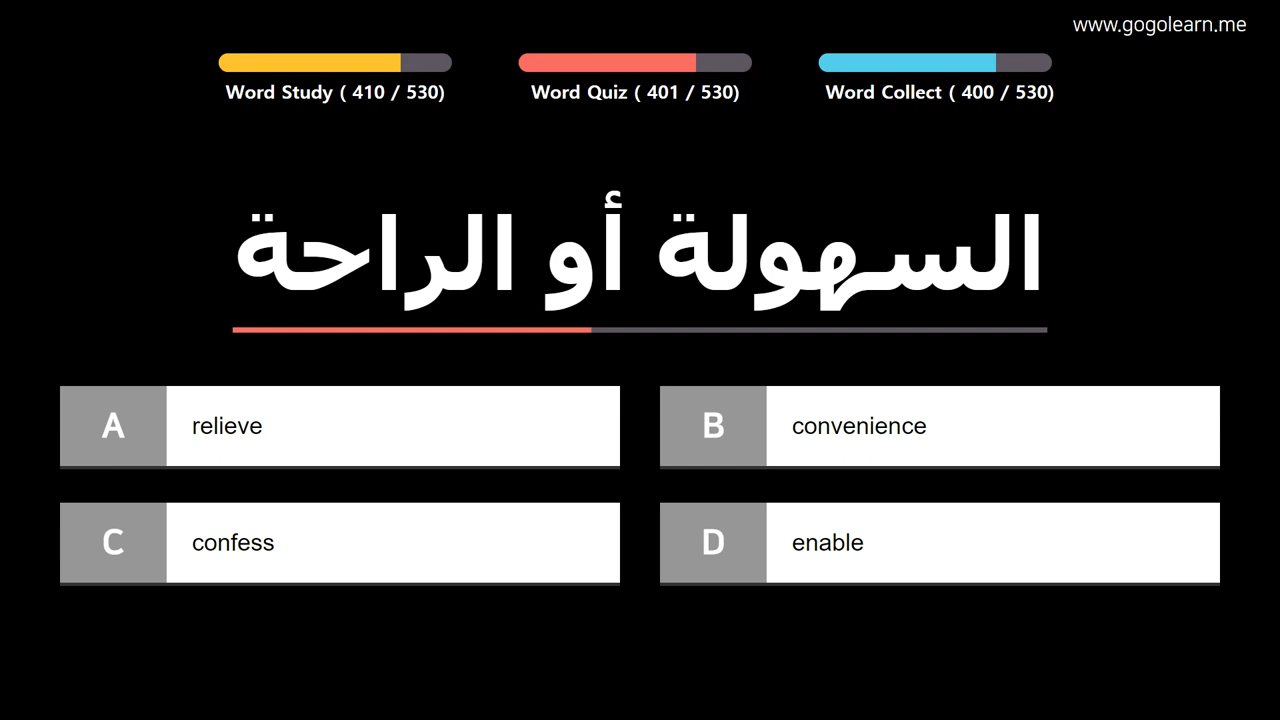 www.gogolearn.me
Word Study ( 410 / 530)
Word Quiz ( 401 / 530)
Word Collect ( 400 / 530)
السهولة أو الراحة
A relieve
B convenience
C confess
D enable